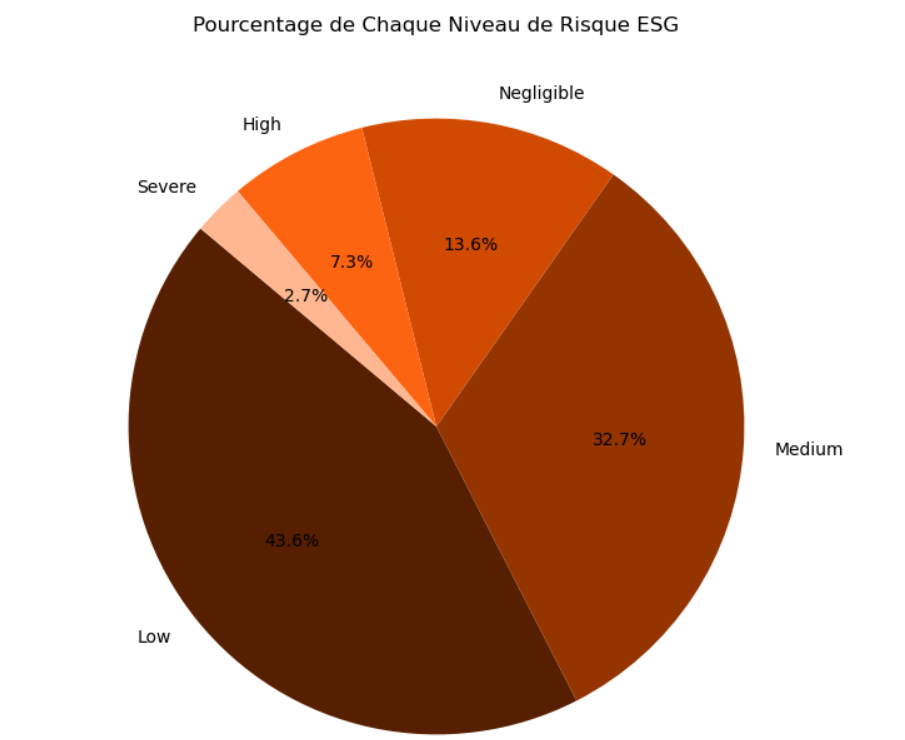 Pourcentage de Chaque Niveau de Risque ESG
Negligible
High
Severe
13.6%
7.3%
2.7%
32.7%
Medium
43.6%
Low